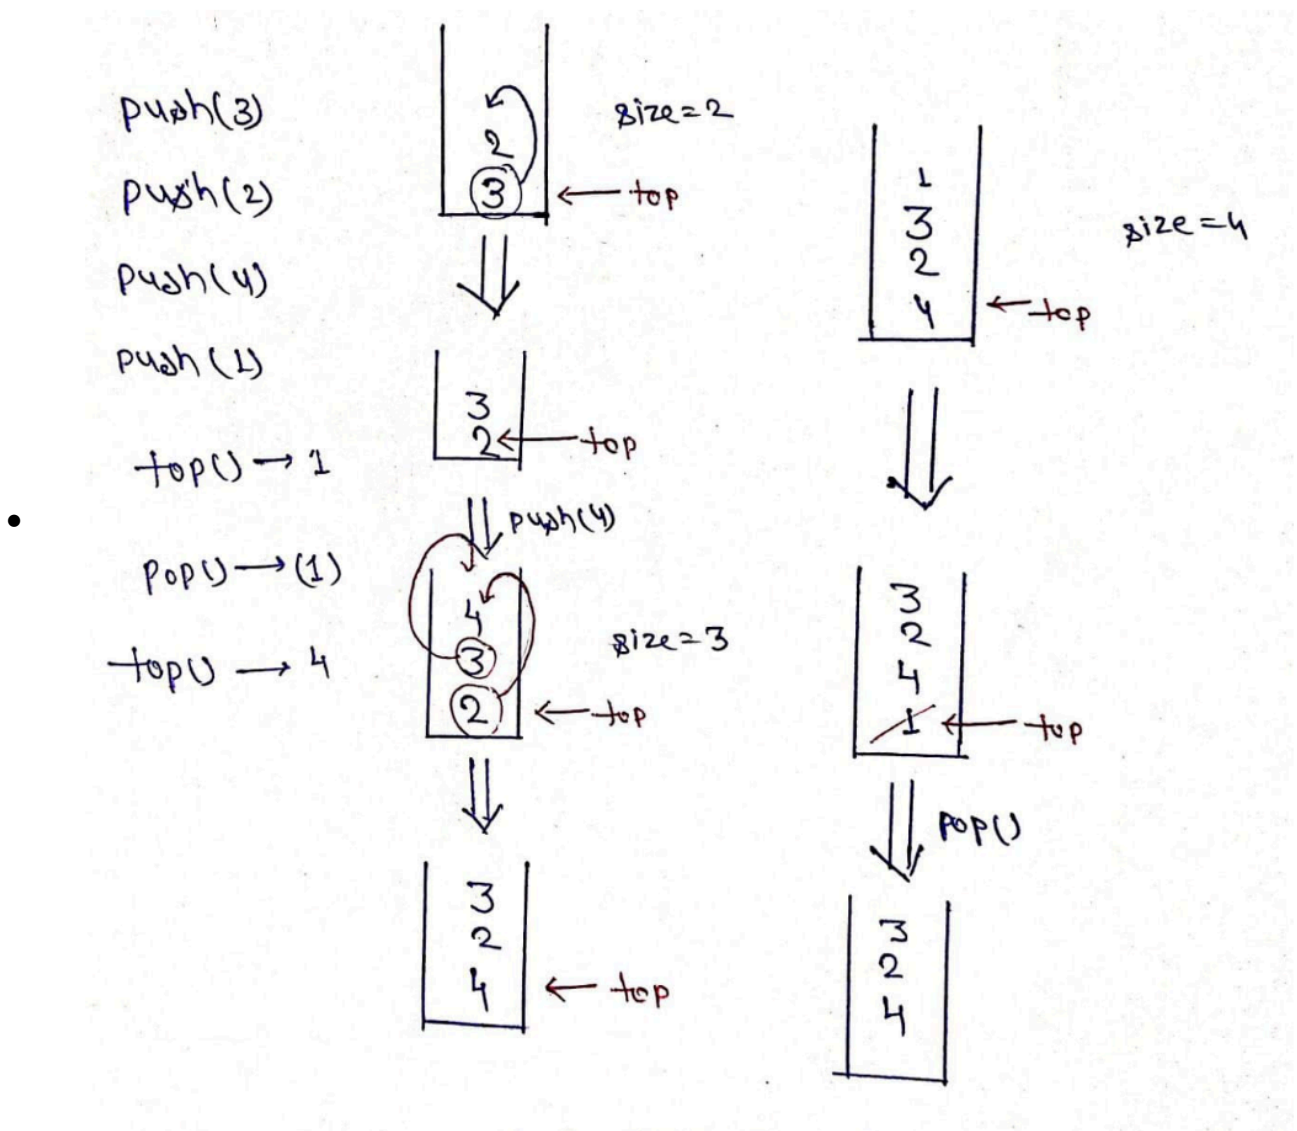 push(3)
push(2)
push(4)
push(1)
top() → 1
pop() → (1)
top() → 4
2
3
size=2
← top
3
2
← top
push(4)
4
3
2
size=3
← top
3
2
4
← top
1
3
2
4
size=4
← top
3
2
4
1
← top
pop()
3
2
4